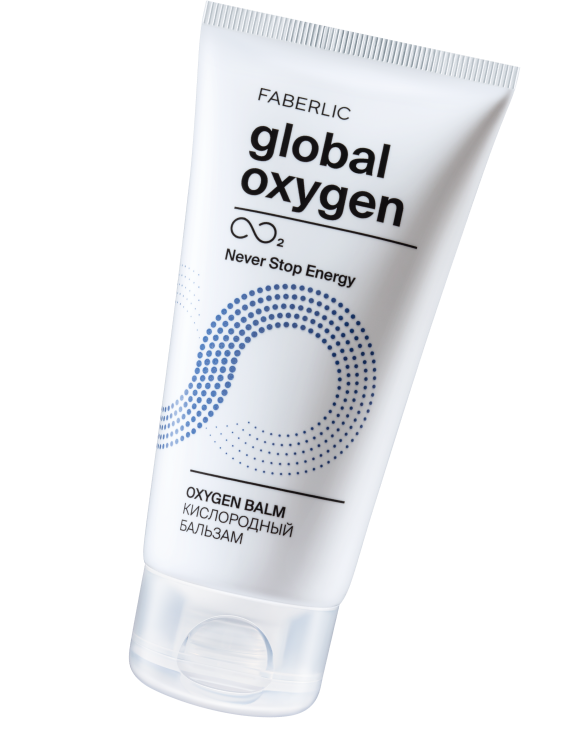 FABERLIC
global
oxygen
∞₂
Never Stop Energy
OXYGEN BALM
КИСЛОРОДНЫЙ
БАЛЬЗАМ